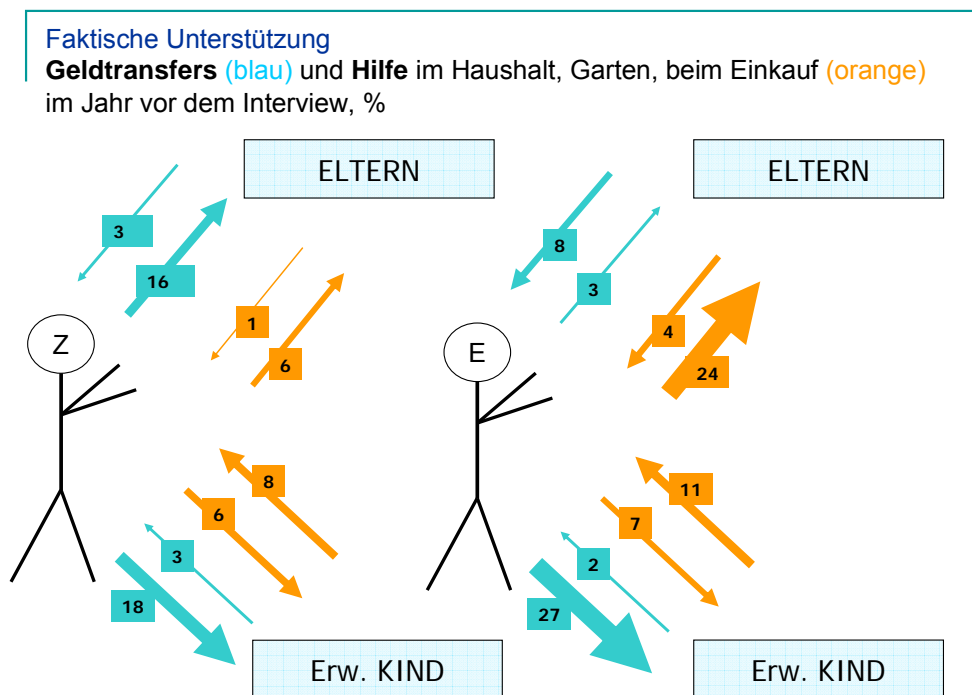 Faktische Unterstützung
Geldtransfers (blau) und Hilfe im Haushalt, Garten, beim Einkauf (orange)
im Jahr vor dem Interview, %
ELTERN
3
16
1
6
Z
8
6
3
18
Erw. KIND
ELTERN
8
3
4
24
E
11
7
2
27
Erw. KIND